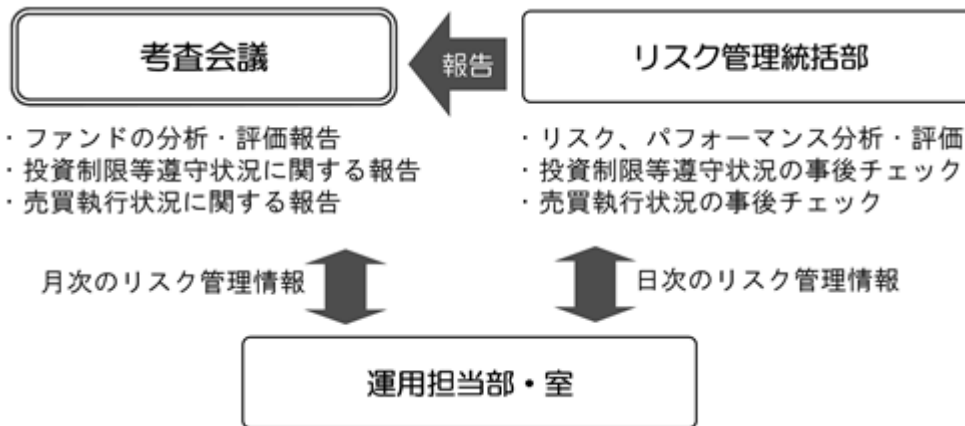 考査会議
報告
リスク管理統括部
・ファンドの分析・評価報告
・投資制限等遵守状況に関する報告
・売買執行状況に関する報告
・リスク、パフォーマンス分析・評価
・投資制限等遵守状況の事後チェック
・売買執行状況の事後チェック
月次のリスク管理情報
日次のリスク管理情報
運用担当部・室